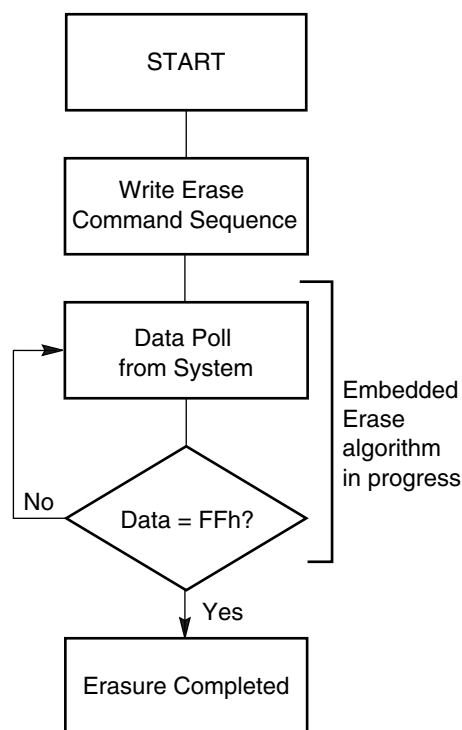 START
Write Erase
Command Sequence
Data Poll
from System
Embedded
Erase
algorithm
in progress
No
Data = FFh?
Yes
Erasure Completed